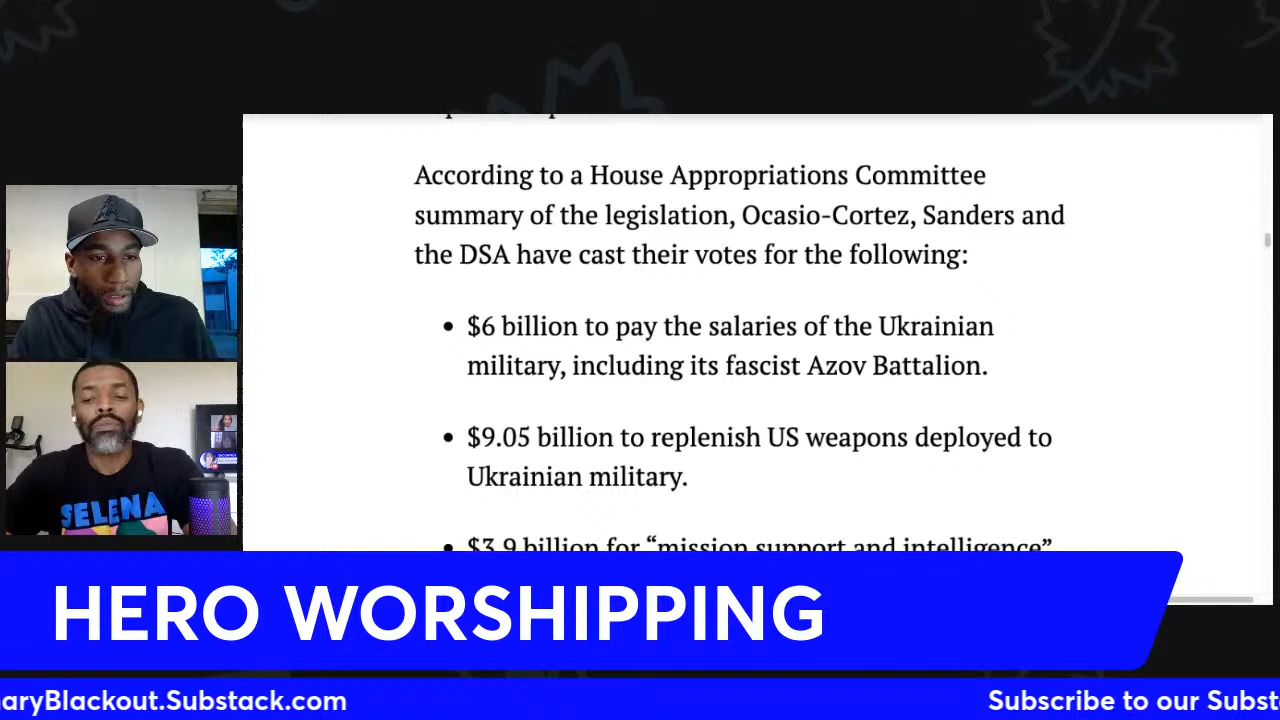 According to a House Appropriations Committee
summary of the legislation, Ocasio-Cortez, Sanders and
the DSA have cast their votes for the following:
• $6 billion to pay the salaries of the Ukrainian
military, including its fascist Azov Battalion.
• $9.05 billion to replenish US weapons deployed to
Ukrainian military.
• $3.9 billion for “mission support and intelligence”
SELENA
HERO WORSHIPPING
naryBlackout.Substack.com
Subscribe to our Subst